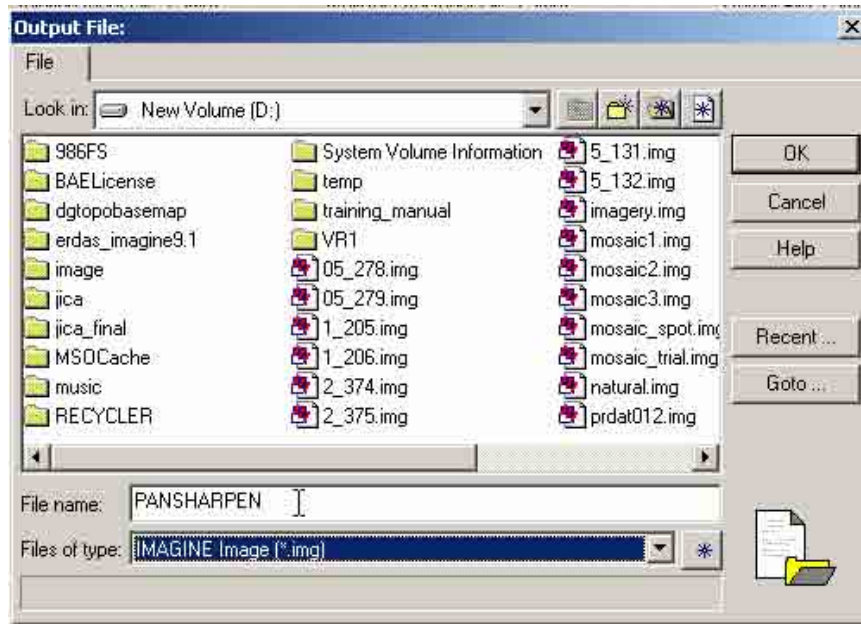 Output File:
File
Look in: New Volume (D:)
986FS
BAELicense
dgtopobasemap
erdas_imagine9.1
image
jica
jica_final
MSOCache
music
RECYCLER
System Volume Information
temp
training_manual
VR1
05_278.img
05_279.img
1_205.img
1_206.img
2_374.img
2_375.img
5_131.img
5_132.img
imagery.img
mosaic1.img
mosaic2.img
mosaic3.img
mosaic_spot.img
mosaic_trial.img
natural.img
prdat012.img
OK
Cancel
Help
Recent ...
Goto ...
File name: PANSHARPEN
Files of type: IMAGINE Image (*.img)